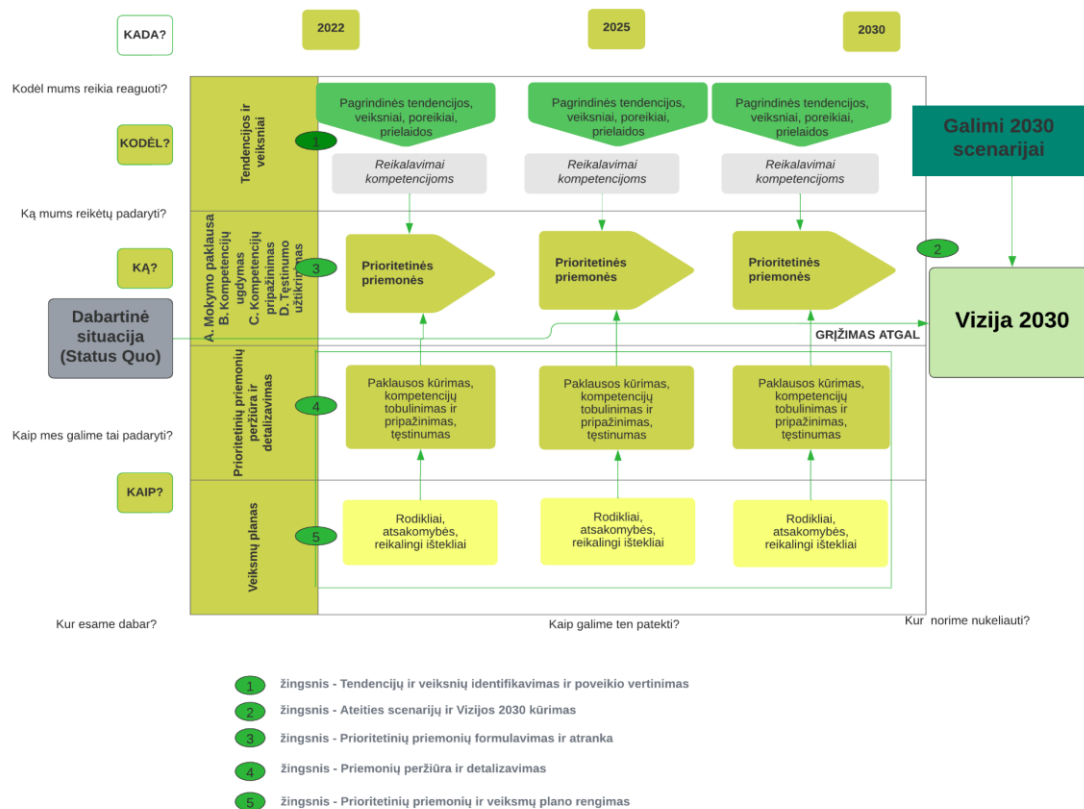 KADA?
2022
2025
2030
Kodėl mums reikia reaguoti?
KODĖL?
Tendencijos ir
veiksniai
1
Pagrindinės tendencijos,
veiksniai, poreikiai,
prielaidos
Pagrindinės tendencijos,
veiksniai, poreikiai,
prielaidos
Pagrindinės tendencijos,
veiksniai, poreikiai,
prielaidos
Reikalavimai
kompetencijoms
Reikalavimai
kompetencijoms
Reikalavimai
kompetencijoms
Galimi 2030
scenarijai
Ką mums reikėtų padaryti?
KĄ?
A. Mokymo paklausa
B. Kompetencijų
ugdymas
C. Kompetencijų
pripažinimas
D. Tęstinumo
užtikrinimas
3
Prioritetinės
priemonės
Prioritetinės
priemonės
Prioritetinės
priemonės
2
Dabartinė
situacija
(Status Quo)
GRĮŽIMAS ATGAL
Vizija 2030
Prioritetinių priemonių
peržiūra ir
detalizavimas
4
Paklausos kūrimas,
kompetencijų
tobulinimas ir
pripažinimas,
tęstinumas
Paklausos kūrimas,
kompetencijų
tobulinimas ir
pripažinimas,
tęstinumas
Paklausos kūrimas,
kompetencijų
tobulinimas ir
pripažinimas,
tęstinumas
Kaip mes galime tai padaryti?
KAIP?
Veiksmų planas
5
Rodikliai,
atsakomybės,
reikalingi ištekliai
Rodikliai,
atsakomybės,
reikalingi ištekliai
Rodikliai,
atsakomybės,
reikalingi ištekliai
Kur esame dabar?
Kaip galime ten patekti?
Kur norime nukeliauti?
1 žingsnis - Tendencijų ir veiksnių identifikavimas ir poveikio vertinimas
2 žingsnis - Ateities scenarijų ir Vizijos 2030 kūrimas
3 žingsnis - Prioritetinių priemonių formulavimas ir atranka
4 žingsnis - Priemonių peržiūra ir detalizavimas
5 žingsnis - Prioritetinių priemonių ir veiksmų plano rengimas